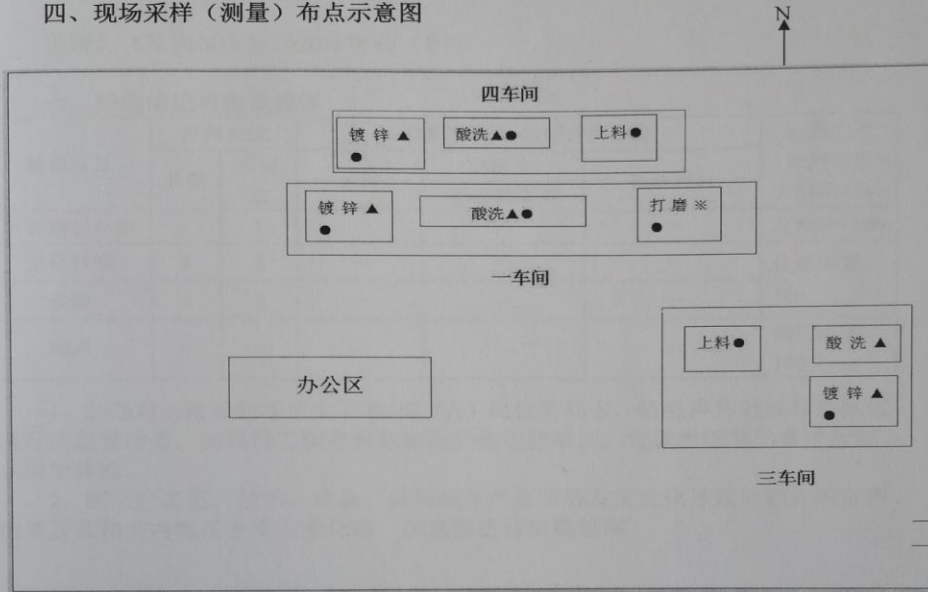 四、现场采样（测量）布点示意图
N
四车间
镀 锌 ▲
●
酸洗▲●
上料●
镀 锌 ▲
●
酸洗▲●
打 磨 ※
●
一车间
上料●
酸 洗 ▲
镀 锌 ▲
●
办公区
三车间